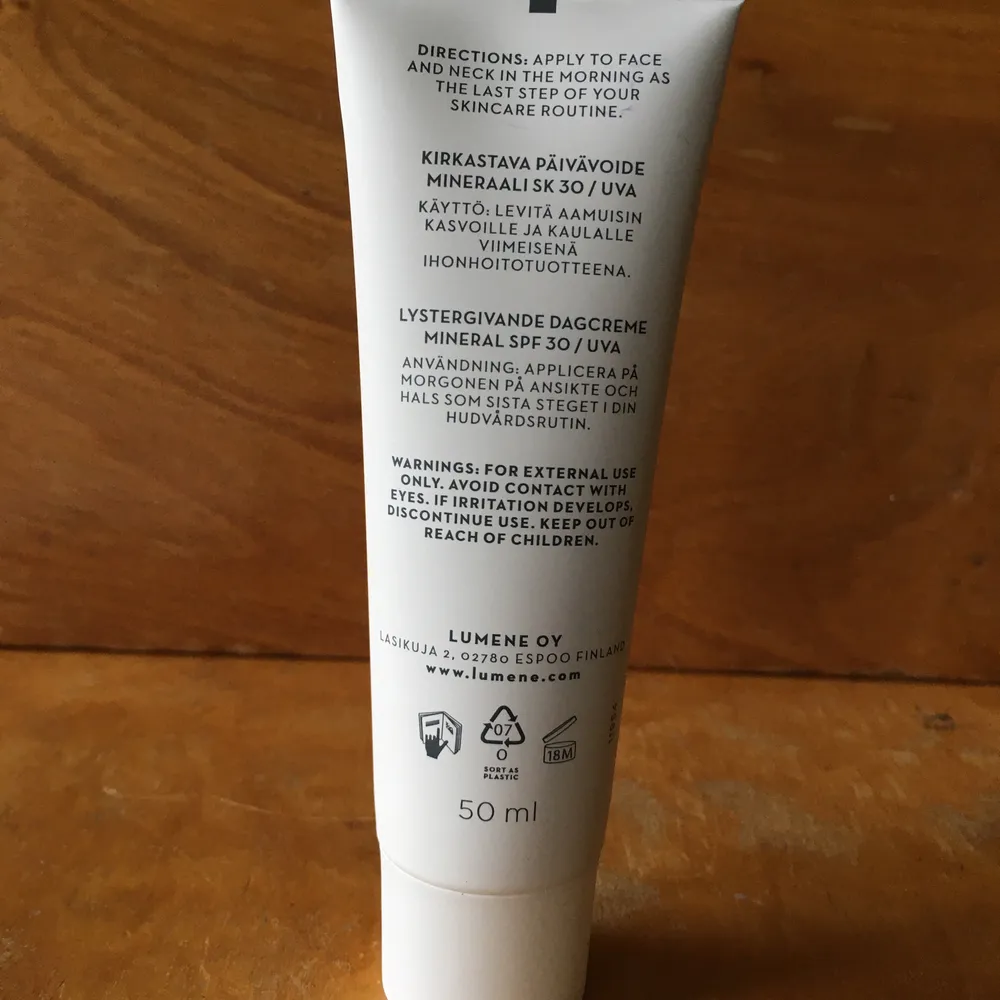 DIRECTIONS: APPLY TO FACE
AND NECK IN THE MORNING AS
THE LAST STEP OF YOUR
SKINCARE ROUTINE.
KIRKASTAVA PÄIVÄVOIDE
MINERAALI SK 30 / UVA
KÄYTTÖ: LEVITÄ AAMUISIN
KASVOILLE JA KAULALLE
VIIMEISENÄ
IHONHOITOTUOTTEENA.
LYSTERGIVANDE DAGCREME
MINERAL SPF 30 / UVA
ANVÄNDNING: APPLICERA PÅ
MORGONEN PÅ ANSIKTE OCH
HALS SOM SISTA STEGET I DIN
HUDVÅRDSRUTIN.
WARNINGS: FOR EXTERNAL USE
ONLY. AVOID CONTACT WITH
EYES. IF IRRITATION DEVELOPS,
DISCONTINUE USE. KEEP OUT OF
REACH OF CHILDREN.
LUMENE OY
LASIKUJA 2, 02780 ESPOO FINLAND
www.lumene.com
07
O
SORT AS
PLASTIC
18M
50 ml